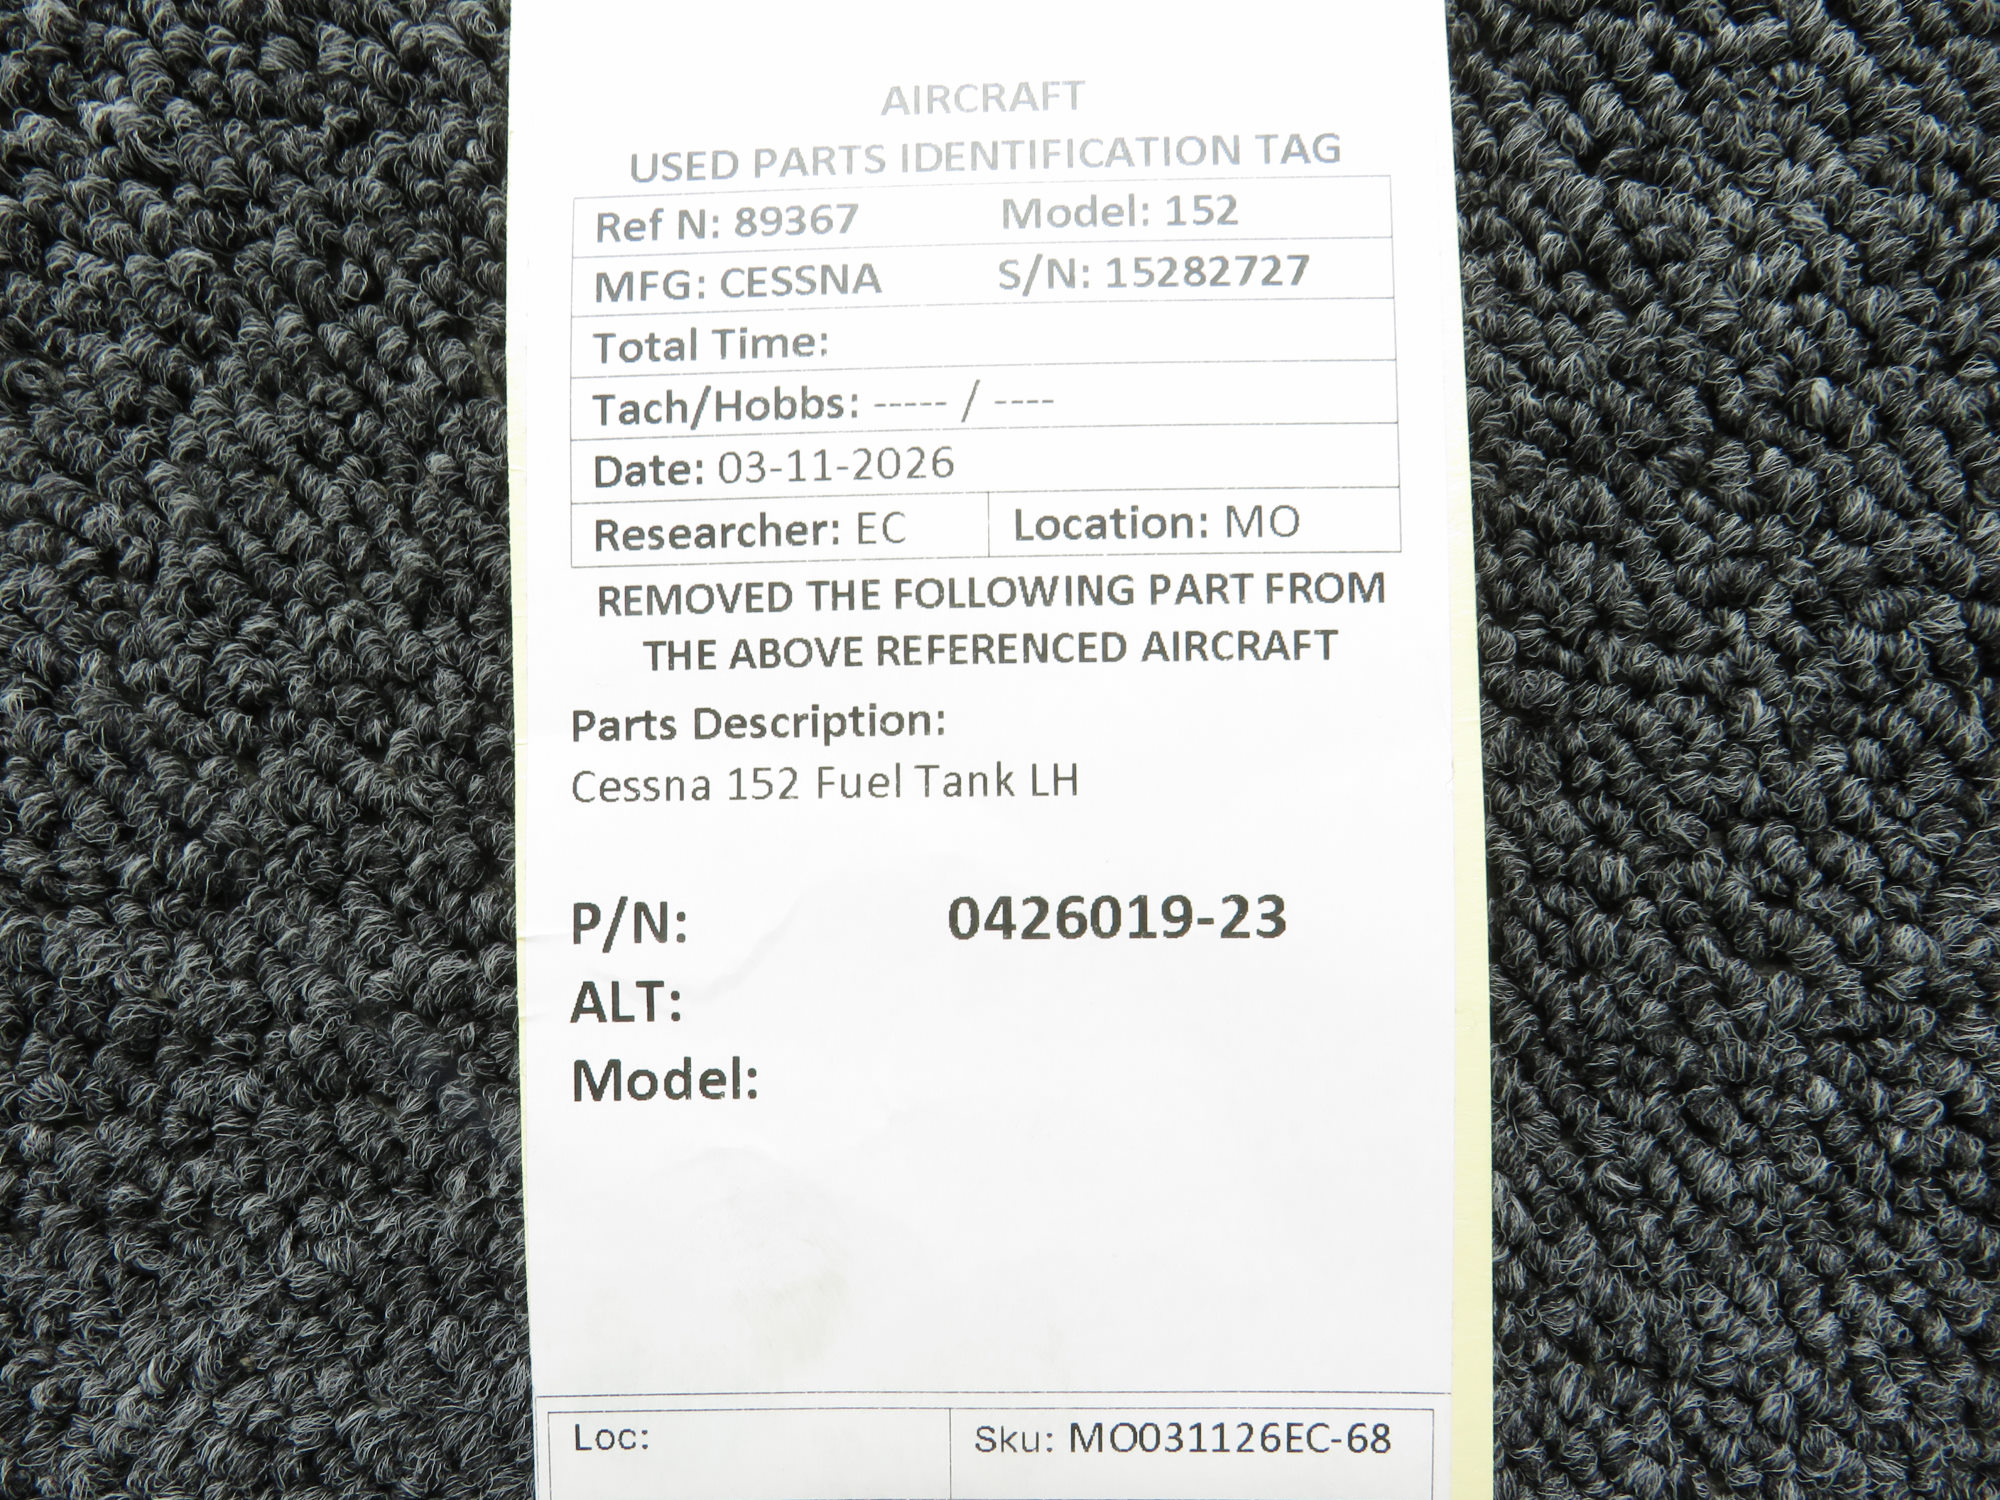 AIRCRAFT
USED PARTS IDENTIFICATION TAG
Ref N: 89367 Model: 152
MFG: CESSNA S/N: 15282727
Total Time:
Tach/Hobbs: ----- / ----
Date: 03-11-2026
Researcher: EC Location: MO
REMOVED THE FOLLOWING PART FROM
THE ABOVE REFERENCED AIRCRAFT
Parts Description:
Cessna 152 Fuel Tank LH
P/N: 0426019-23
ALT:
Model:
Loc: Sku: MO031126EC-68